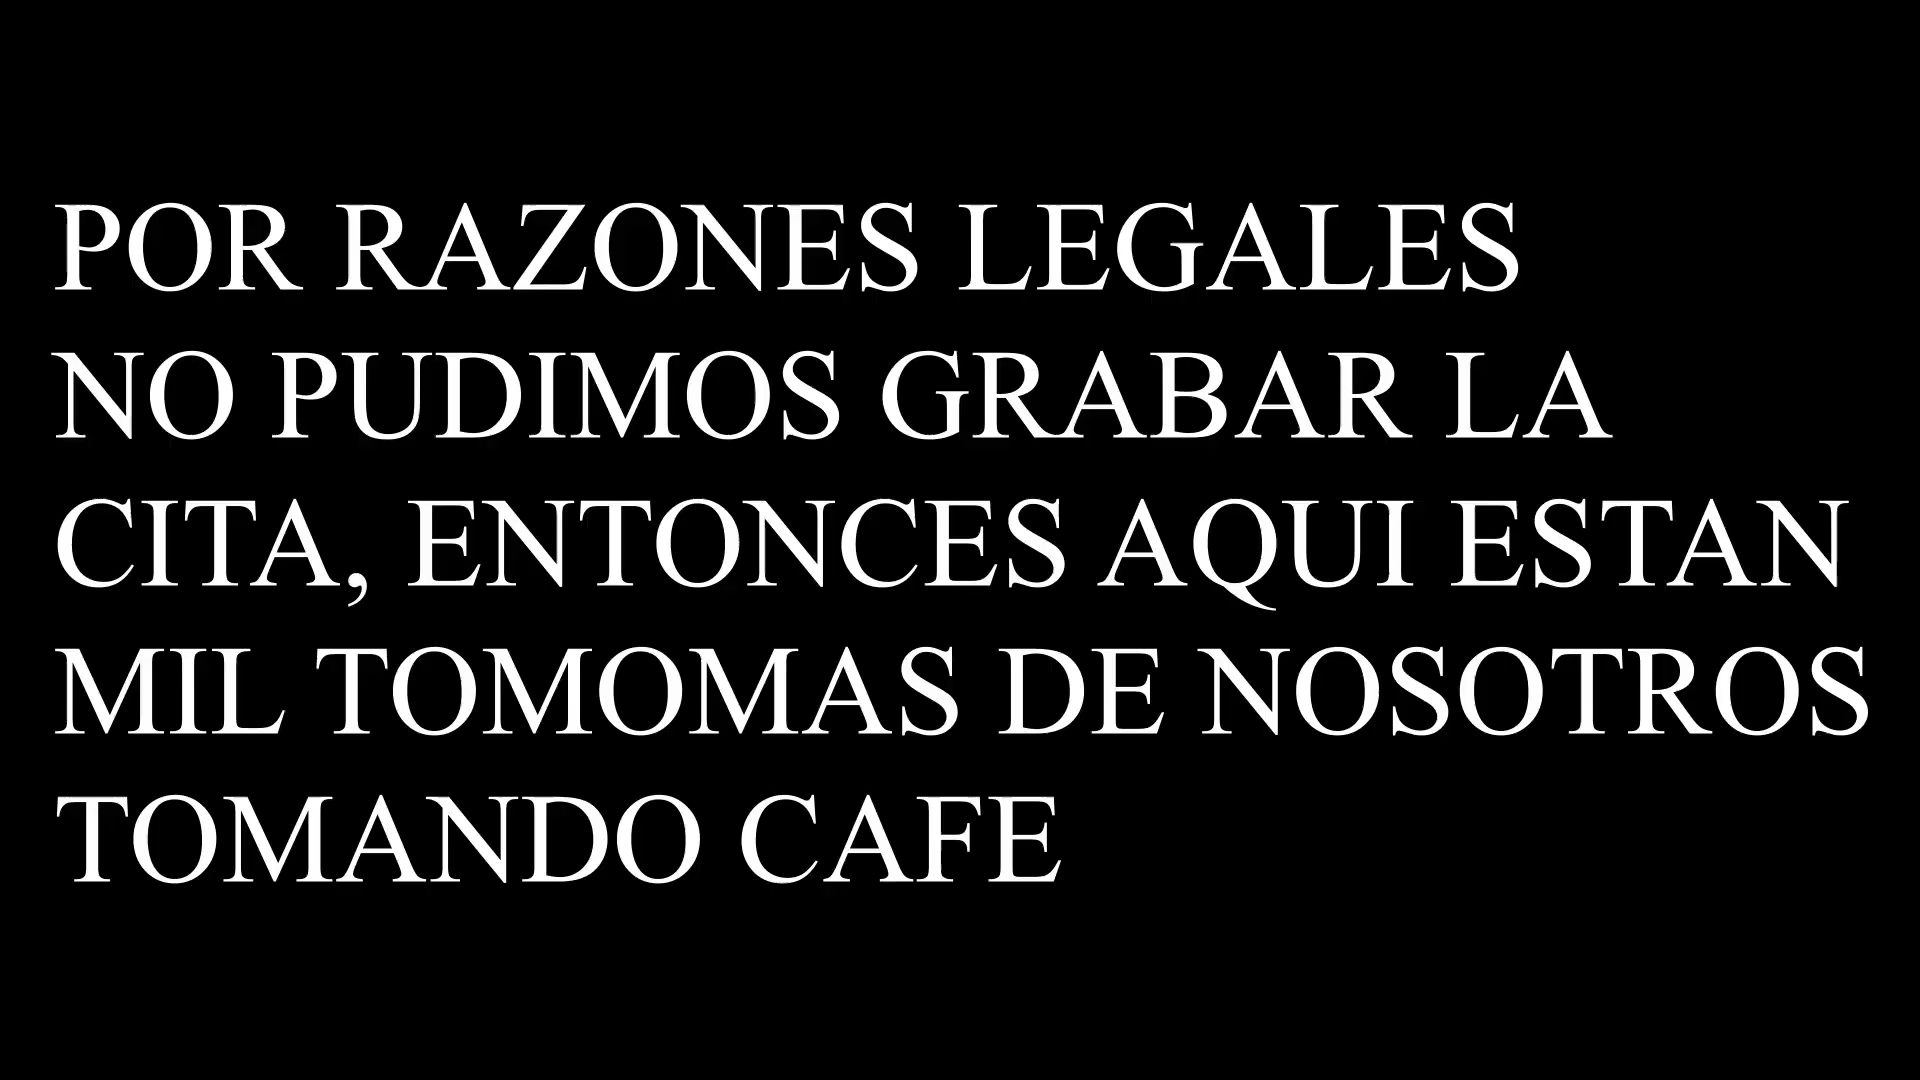 POR RAZONES LEGALES
NO PUDIMOS GRABAR LA
CITA, ENTONCES AQUI ESTAN
MIL TOMOMAS DE NOSOTROS
TOMANDO CAFE